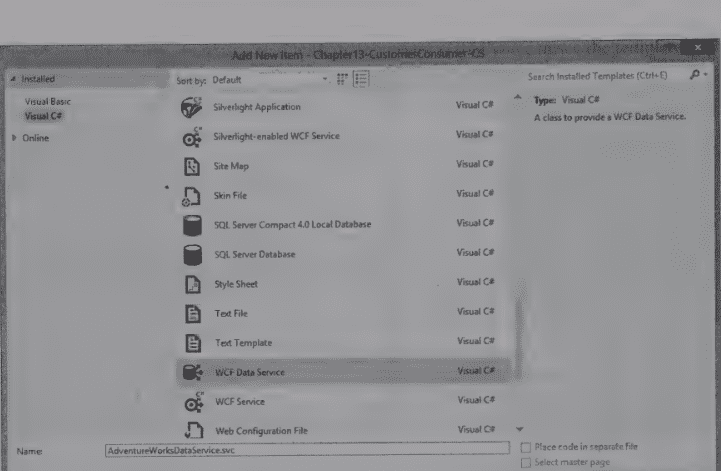 Add New Item - Chapter13-CustomerConsumer-CS
Installed
Sort by: Default
Search Installed Templates (Ctrl+E)
Visual Basic
Visual C#
Online
Silverlight Application Visual C#
Silverlight-enabled WCF Service Visual C#
Site Map Visual C#
Skin File Visual C#
SQL Server Compact 4.0 Local Database Visual C#
SQL Server Database Visual C#
Style Sheet Visual C#
Text File Visual C#
Text Template Visual C#
WCF Data Service Visual C#
WCF Service Visual C#
Web Configuration File Visual C#
Type: Visual C#
A class to provide a WCF Data Service.
Name: AdventureWorksDataService.svc
Place code in separate file
Select master page